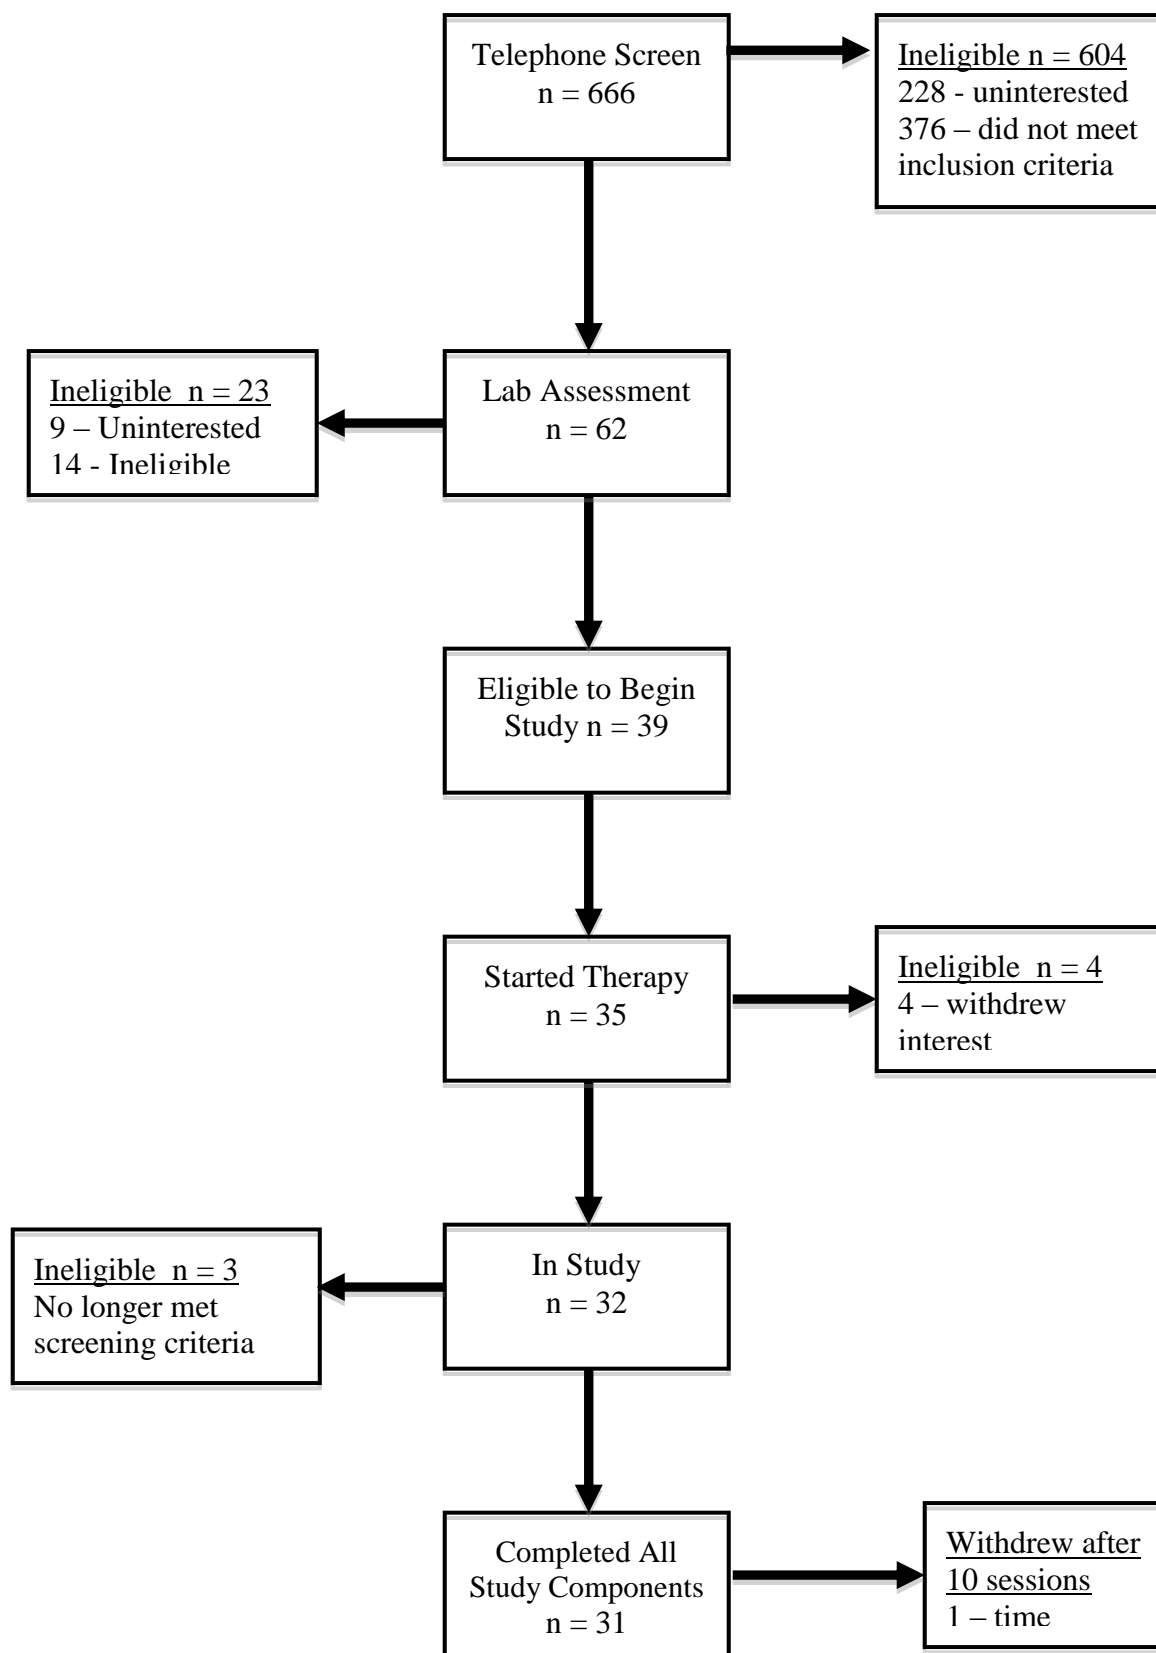 Telephone Screen
n = 666
Ineligible n = 604
228 - uninterested
376 – did not meet
inclusion criteria
Lab Assessment
n = 62
Ineligible  n = 23
9 – Uninterested
14 - Ineligible
Eligible to Begin
Study n = 39
Started Therapy
n = 35
Ineligible  n = 4
4 – withdrew
interest
In Study
n = 32
Ineligible  n = 3
No longer met
screening criteria
Completed All
Study Components
n = 31
Withdrew after
10 sessions
1 – time